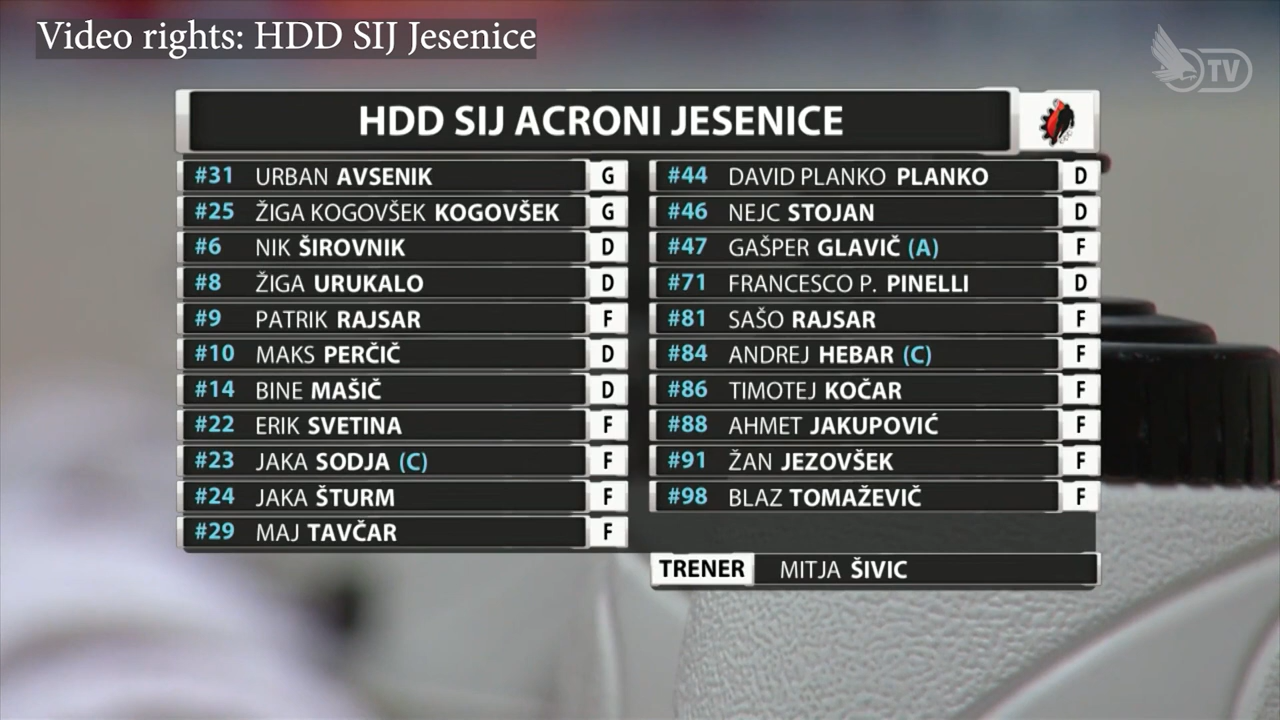 Video rights: HDD SIJ Jesenice
TV
HDD SIJ ACRONI JESENICE
#31 URBAN AVSENIK G
#25 ŽIGA KOGOVŠEK KOGOVŠEK G
#6 NIK ŠIROVNIK D
#8 ŽIGA URUKALO D
#9 PATRIK RAJSAR F
#10 MAKS PERČIČ D
#14 BINE MAŠIČ D
#22 ERIK SVETINA F
#23 JAKA SODJA (C) F
#24 JAKA ŠTURM F
#29 MAJ TAVČAR F
#44 DAVID PLANKO PLANKO D
#46 NEJC STOJAN D
#47 GAŠPER GLAVIČ (A) F
#71 FRANCESCO P. PINELLI D
#81 SAŠO RAJSAR F
#84 ANDREJ HEBAR (C) F
#86 TIMOTEJ KOČAR F
#88 AHMET JAKUPOVIĆ F
#91 ŽAN JEZOVŠEK F
#98 BLAZ TOMAŽEVIČ F
TRENER MITJA ŠIVIC